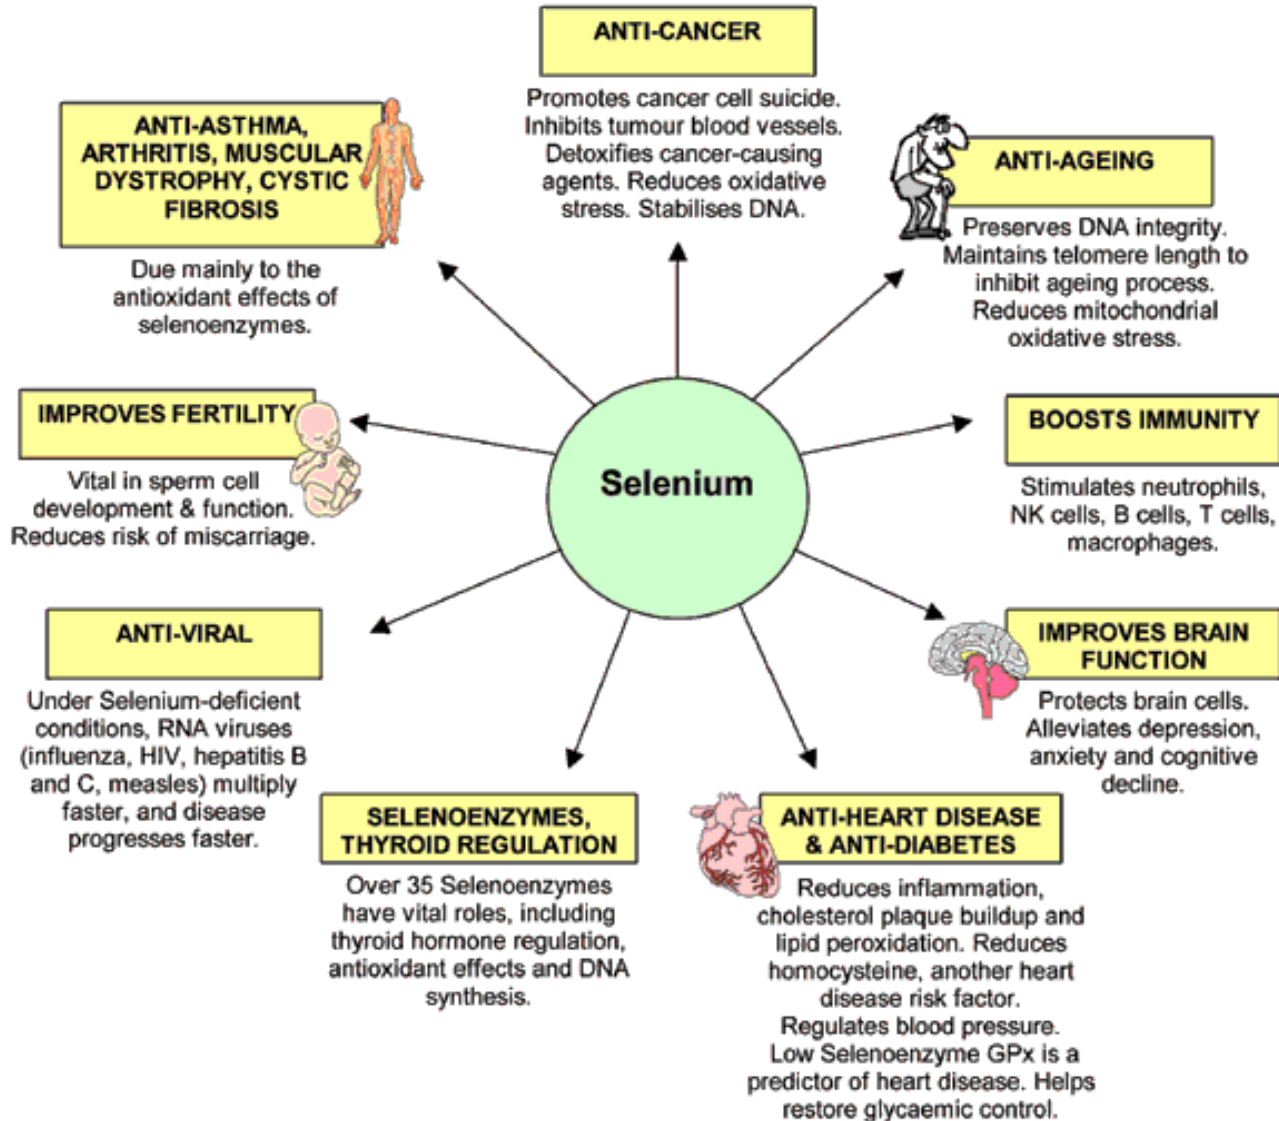 ANTI-CANCER
Promotes cancer cell suicide.
Inhibits tumour blood vessels.
Detoxifies cancer-causing
agents. Reduces oxidative
stress. Stabilises DNA.
ANTI-ASTHMA,
ARTHRITIS, MUSCULAR
DYSTROPHY, CYSTIC
FIBROSIS
Due mainly to the
antioxidant effects of
selenoenzymes.
ANTI-AGEING
Preserves DNA integrity.
Maintains telomere length to
inhibit ageing process.
Reduces mitochondrial
oxidative stress.
IMPROVES FERTILITY
Vital in sperm cell
development & function.
Reduces risk of miscarriage.
Selenium
BOOSTS IMMUNITY
Stimulates neutrophils,
NK cells, B cells, T cells,
macrophages.
ANTI-VIRAL
Under Selenium-deficient
conditions, RNA viruses
(influenza, HIV, hepatitis B
and C, measles) multiply
faster, and disease
progresses faster.
IMPROVES BRAIN
FUNCTION
Protects brain cells.
Alleviates depression,
anxiety and cognitive
decline.
SELENOENZYMES,
THYROID REGULATION
Over 35 Selenoenzymes
have vital roles, including
thyroid hormone regulation,
antioxidant effects and DNA
synthesis.
ANTI-HEART DISEASE
& ANTI-DIABETES
Reduces inflammation,
cholesterol plaque buildup and
lipid peroxidation. Reduces
homocysteine, another heart
disease risk factor.
Regulates blood pressure.
Low Selenoenzyme GPx is a
predictor of heart disease. Helps
restore glycaemic control.